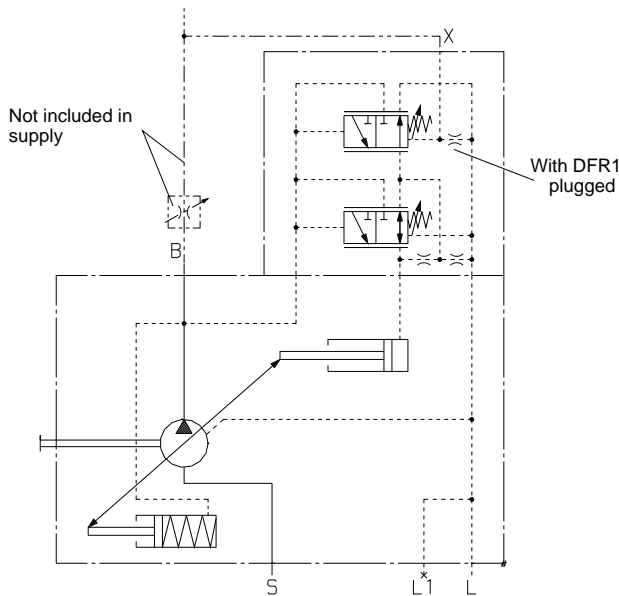 X
Not included in
supply
With DFR1
plugged
B
S
L1
L